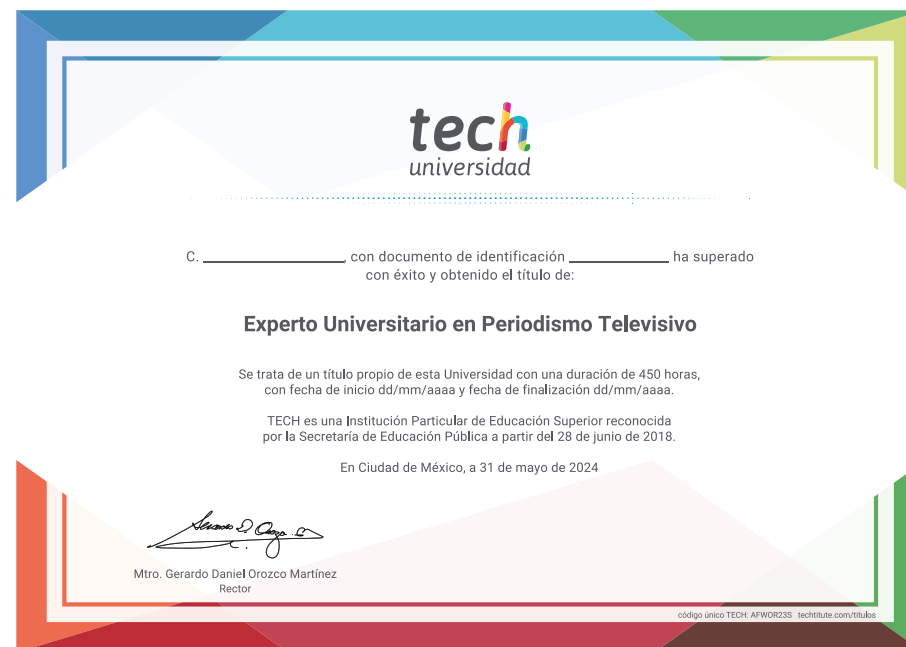 tech
universidad
C. ____________________, con documento de identificación ______________ ha superado
con éxito y obtenido el título de:
Experto Universitario en Periodismo Televisivo
Se trata de un título propio de esta Universidad con una duración de 450 horas,
con fecha de inicio dd/mm/aaaa y fecha de finalización dd/mm/aaaa.
TECH es una Institución Particular de Educación Superior reconocida
por la Secretaría de Educación Pública a partir del 28 de junio de 2018.
En Ciudad de México, a 31 de mayo de 2024
Mtro. Gerardo Daniel Orozco Martínez
Rector
código único TECH: AFWOR23S techtitute.com/titulos